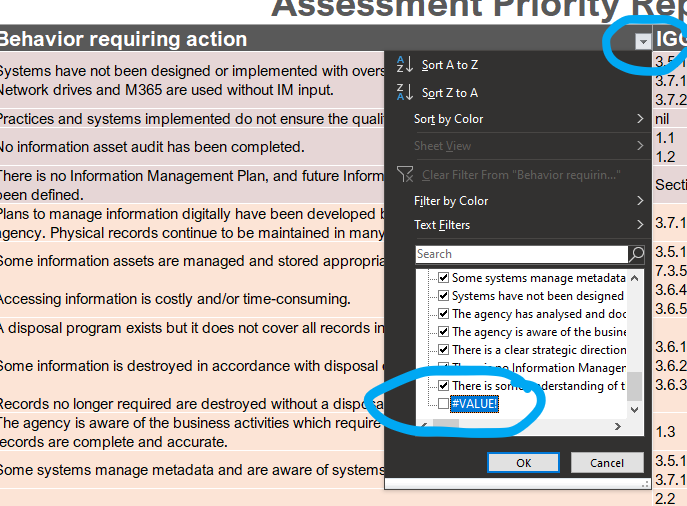 Assessment Priority Rep
Behavior requiring action
IGC
Systems have not been designed or implemented with overs
Network drives and M365 are used without IM input.
3.5.1
3.7.1
3.7.2
Practices and systems implemented do not ensure the quali
nil
No information asset audit has been completed.
1.1
1.2
There is no Information Management Plan, and future Inform
been defined.
Secti
Plans to manage information digitally have been developed b
agency. Physical records continue to be maintained in many
3.7.1
Some information assets are managed and stored appropria
3.5.1
7.3.5
Accessing information is costly and/or time-consuming.
3.6.4
3.6.5
A disposal program exists but it does not cover all records in
Some information is destroyed in accordance with disposal
3.6.1
3.6.2
3.6.3
Records no longer required are destroyed without a disposa
The agency is aware of the business activities which require
records are complete and accurate.
1.3
Some systems manage metadata and are aware of systems
3.5.1
3.7.1
2.2
Sort A to Z
Sort Z to A
Sort by Color
Sheet View
Clear Filter From "Behavior requirin..."
Filter by Color
Text Filters
Search
Some systems manage metadata
Systems have not been designed
The agency has analysed and doc
The agency is aware of the busine
There is a clear strategic direction
There is no Information Manager
There is some understanding of t
#VALUE!
OK
Cancel